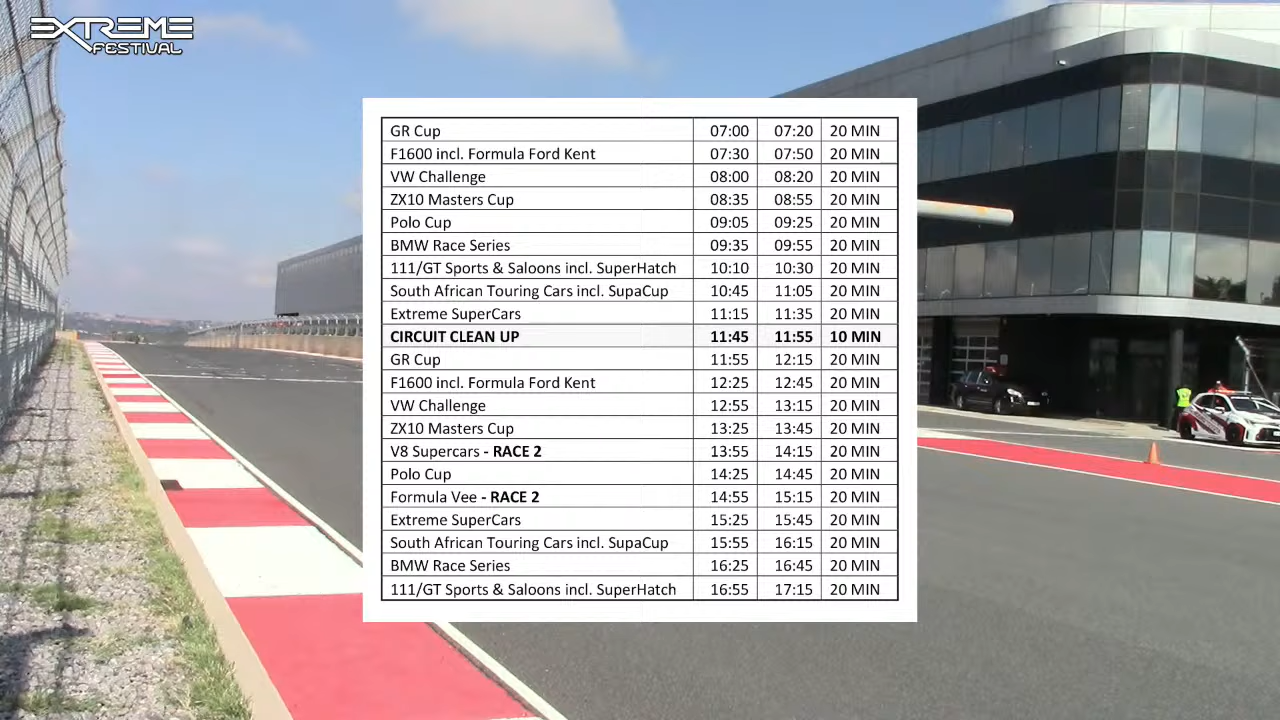 EXTREME
FESTIVAL
GR Cup 07:00 07:20 20 MIN
F1600 incl. Formula Ford Kent 07:30 07:50 20 MIN
VW Challenge 08:00 08:20 20 MIN
ZX10 Masters Cup 08:35 08:55 20 MIN
Polo Cup 09:05 09:25 20 MIN
BMW Race Series 09:35 09:55 20 MIN
111/GT Sports & Saloons incl. SuperHatch 10:10 10:30 20 MIN
South African Touring Cars incl. SupaCup 10:45 11:05 20 MIN
Extreme SuperCars 11:15 11:35 20 MIN
CIRCUIT CLEAN UP 11:45 11:55 10 MIN
GR Cup 11:55 12:15 20 MIN
F1600 incl. Formula Ford Kent 12:25 12:45 20 MIN
VW Challenge 12:55 13:15 20 MIN
ZX10 Masters Cup 13:25 13:45 20 MIN
V8 Supercars - RACE 2 13:55 14:15 20 MIN
Polo Cup 14:25 14:45 20 MIN
Formula Vee - RACE 2 14:55 15:15 20 MIN
Extreme SuperCars 15:25 15:45 20 MIN
South African Touring Cars incl. SupaCup 15:55 16:15 20 MIN
BMW Race Series 16:25 16:45 20 MIN
111/GT Sports & Saloons incl. SuperHatch 16:55 17:15 20 MIN